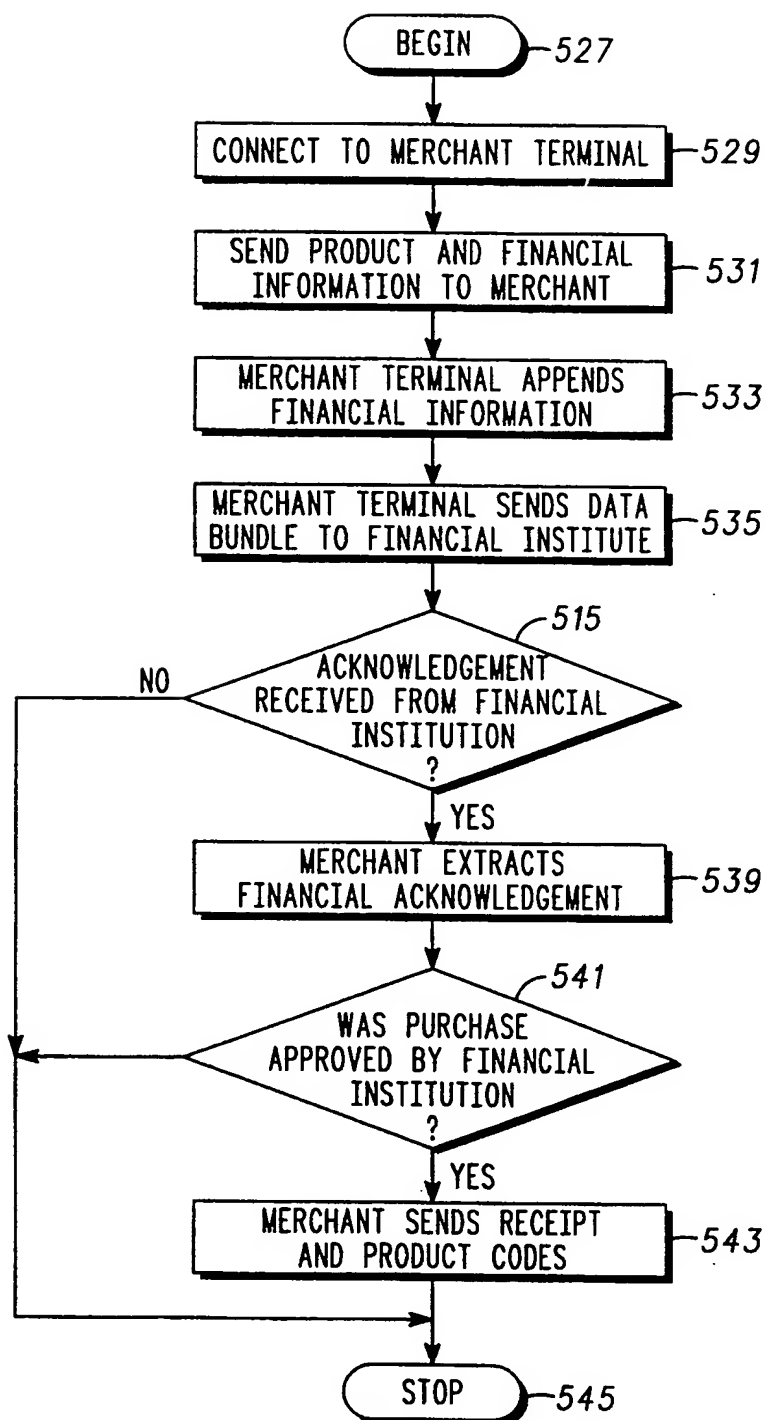 BEGIN
527
CONNECT TO MERCHANT TERMINAL
529
SEND PRODUCT AND FINANCIAL
INFORMATION TO MERCHANT
531
MERCHANT TERMINAL APPENDS
FINANCIAL INFORMATION
533
MERCHANT TERMINAL SENDS DATA
BUNDLE TO FINANCIAL INSTITUTE
535
515
ACKNOWLEDGEMENT
RECEIVED FROM FINANCIAL
INSTITUTION
?
NO
YES
MERCHANT EXTRACTS
FINANCIAL ACKNOWLEDGEMENT
539
541
WAS PURCHASE
APPROVED BY FINANCIAL
INSTITUTION
?
YES
MERCHANT SENDS RECEIPT
AND PRODUCT CODES
543
STOP
545